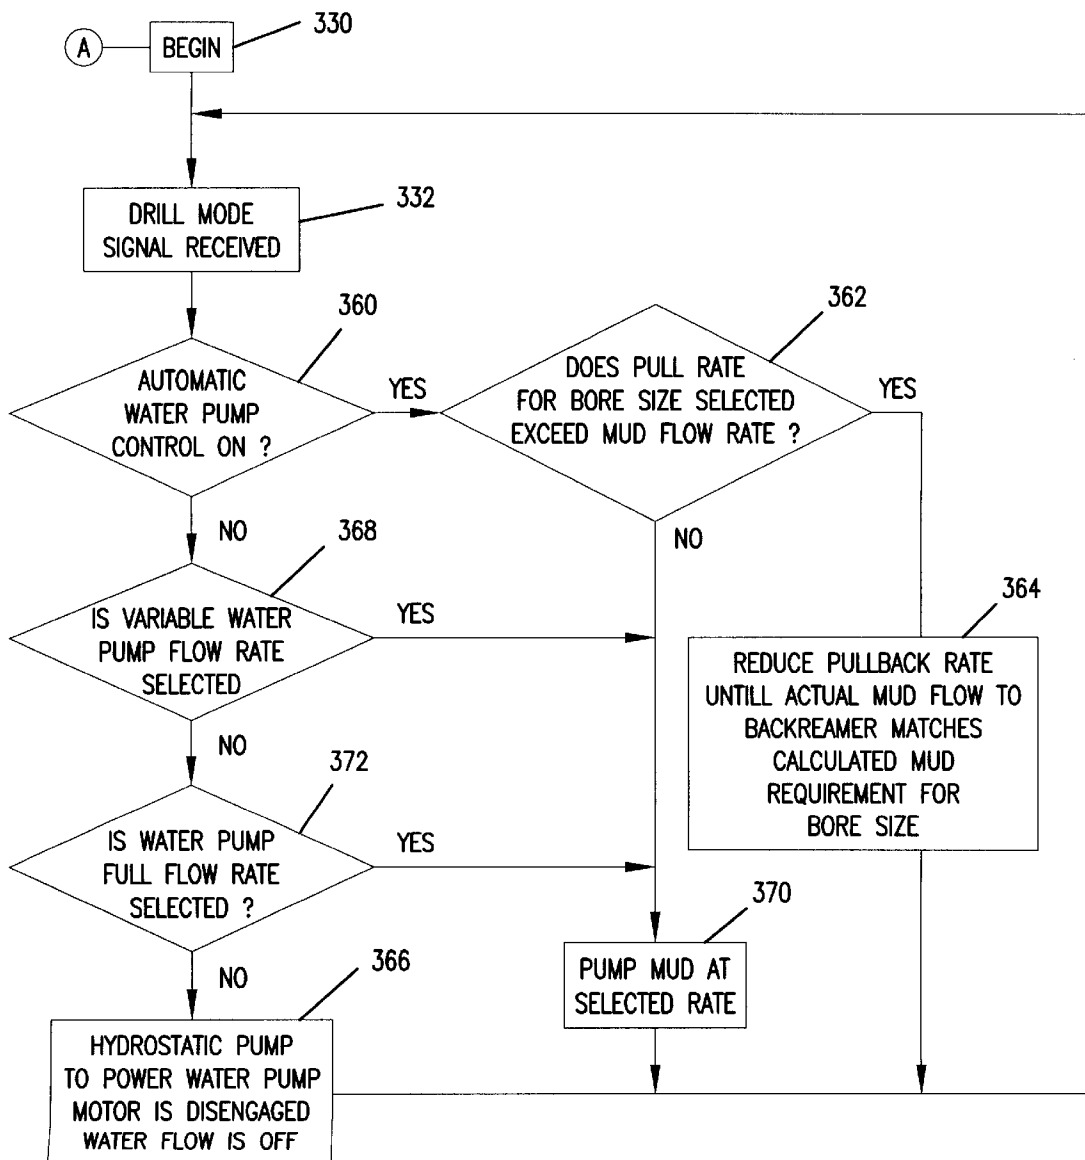 A
BEGIN
330
DRILL MODE
SIGNAL RECEIVED
332
AUTOMATIC
WATER PUMP
CONTROL ON ?
360
YES
NO
DOES PULL RATE
FOR BORE SIZE SELECTED
EXCEED MUD FLOW RATE ?
362
YES
NO
IS VARIABLE WATER
PUMP FLOW RATE
SELECTED
368
YES
NO
REDUCE PULLBACK RATE
UNTILL ACTUAL MUD FLOW TO
BACKREAMER MATCHES
CALCULATED MUD
REQUIREMENT FOR
BORE SIZE
364
IS WATER PUMP
FULL FLOW RATE
SELECTED ?
372
YES
NO
PUMP MUD AT
SELECTED RATE
370
HYDROSTATIC PUMP
TO POWER WATER PUMP
MOTOR IS DISENGAGED
WATER FLOW IS OFF
366